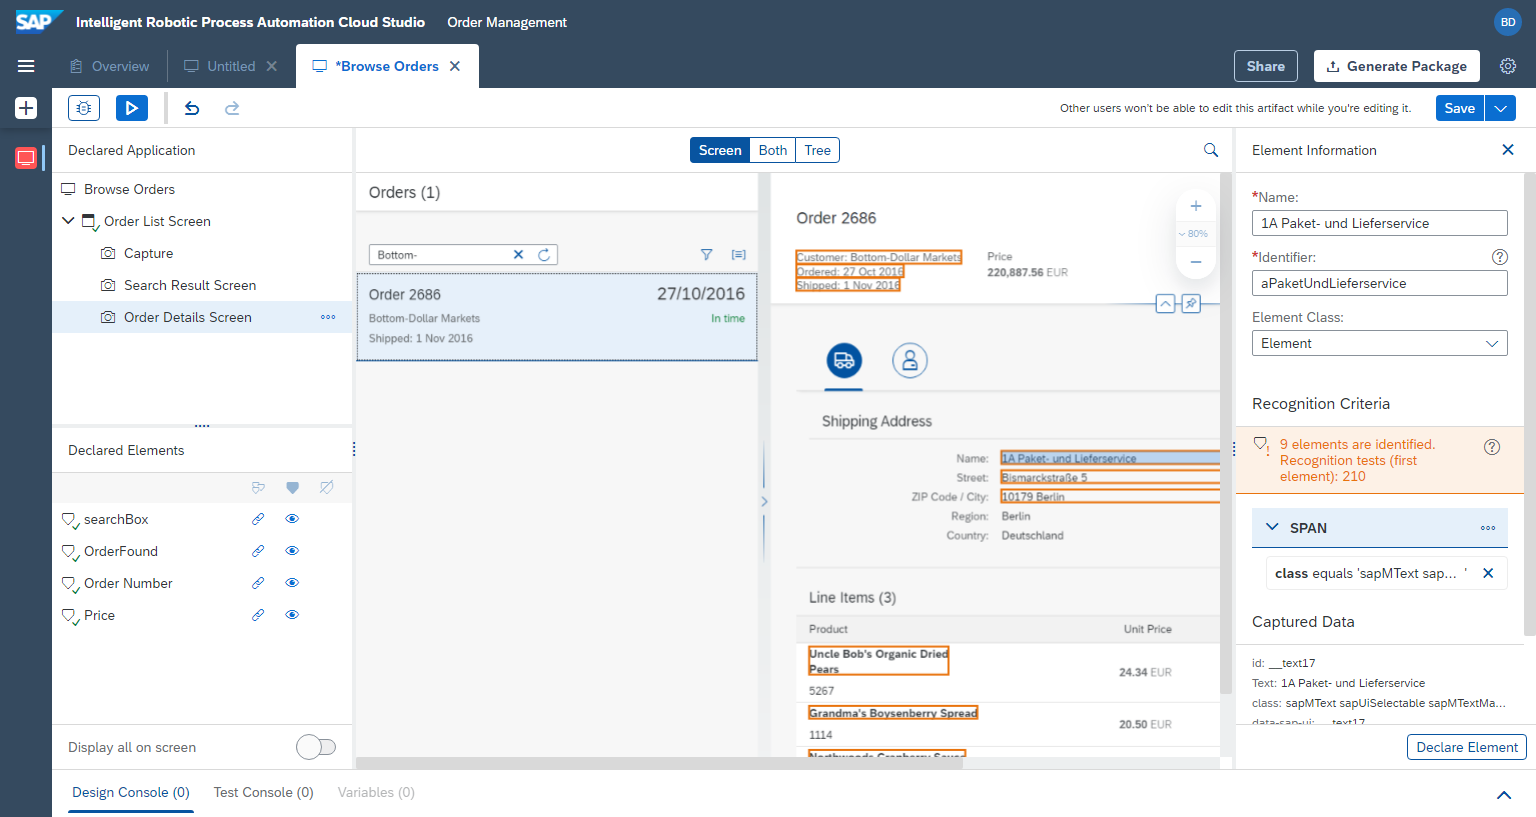 SAP Intelligent Robotic Process Automation Cloud Studio Order Management BD
Overview Untitled *Browse Orders Share Generate Package
Other users won't be able to edit this artifact while you're editing it. Save
Declared Application
Browse Orders
Order List Screen
Capture
Search Result Screen
Order Details Screen
Declared Elements
searchBox
OrderFound
Order Number
Price
Display all on screen
Screen Both Tree
Orders (1)
Bottom-
Order 2686 27/10/2016
Bottom-Dollar Markets In time
Shipped: 1 Nov 2016
Order 2686
80%
Customer: Bottom-Dollar Markets Price
Ordered: 27 Oct 2016 220,887.56 EUR
Shipped: 1 Nov 2016
Shipping Address
Name: 1A Paket- und Lieferservice
Street: Bismarckstraße 5
ZIP Code / City: 10179 Berlin
Region: Berlin
Country: Deutschland
Line Items (3)
Product Unit Price
Uncle Bob's Organic Dried
Pears
24.34 EUR
5267
Grandma's Boysenberry Spread
20.50 EUR
1114
Northwoods Cranberry Sauce
Element Information
*Name:
1A Paket- und Lieferservice
*Identifier:
aPaketUndLieferservice
Element Class:
Element
Recognition Criteria
9 elements are identified.
Recognition tests (first
element): 210
SPAN
class equals 'sapMText sap... '
Captured Data
id: __text17
Text: 1A Paket- und Lieferservice
class: sapMText sapUiSelectable sapMTextMa...
data-sap-ui: __text17
Declare Element
Design Console (0) Test Console (0) Variables (0)